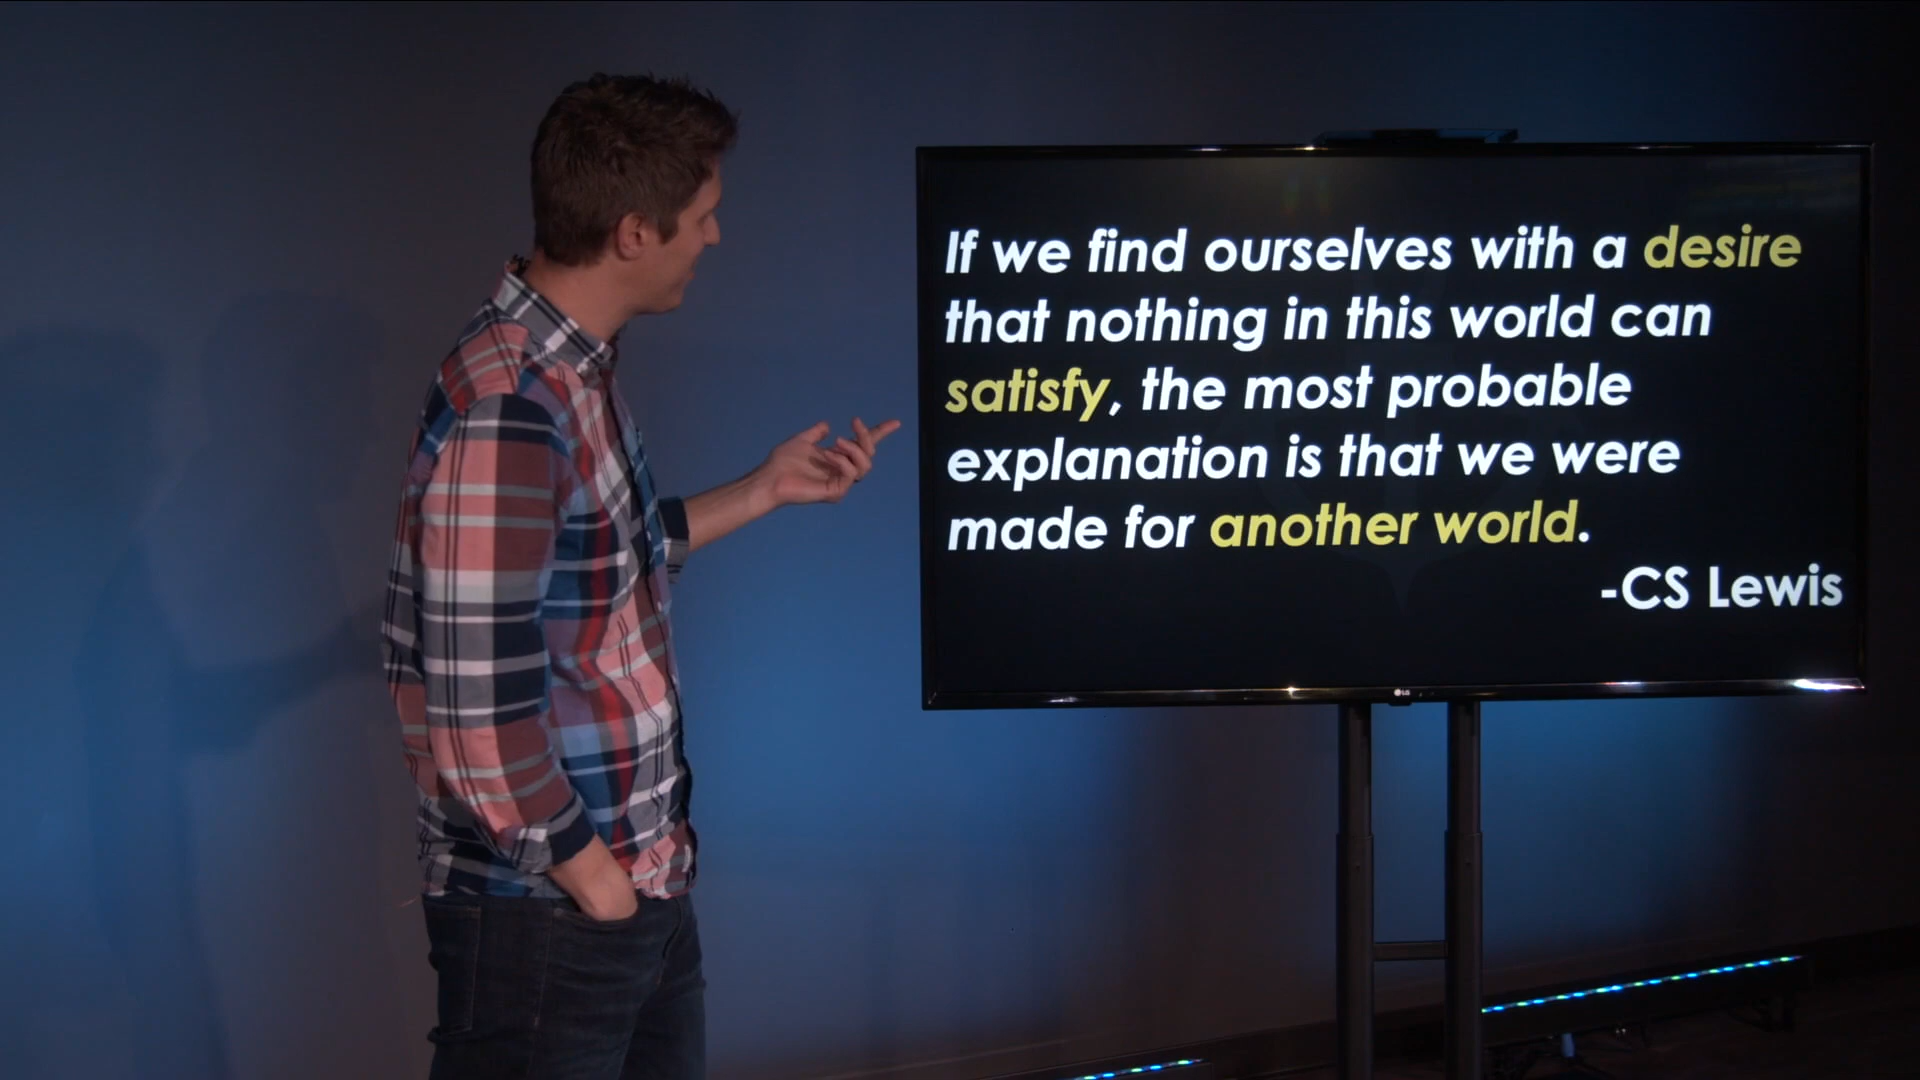 If we find ourselves with a desire
that nothing in this world can
satisfy, the most probable
explanation is that we were
made for another world.
-CS Lewis
LG